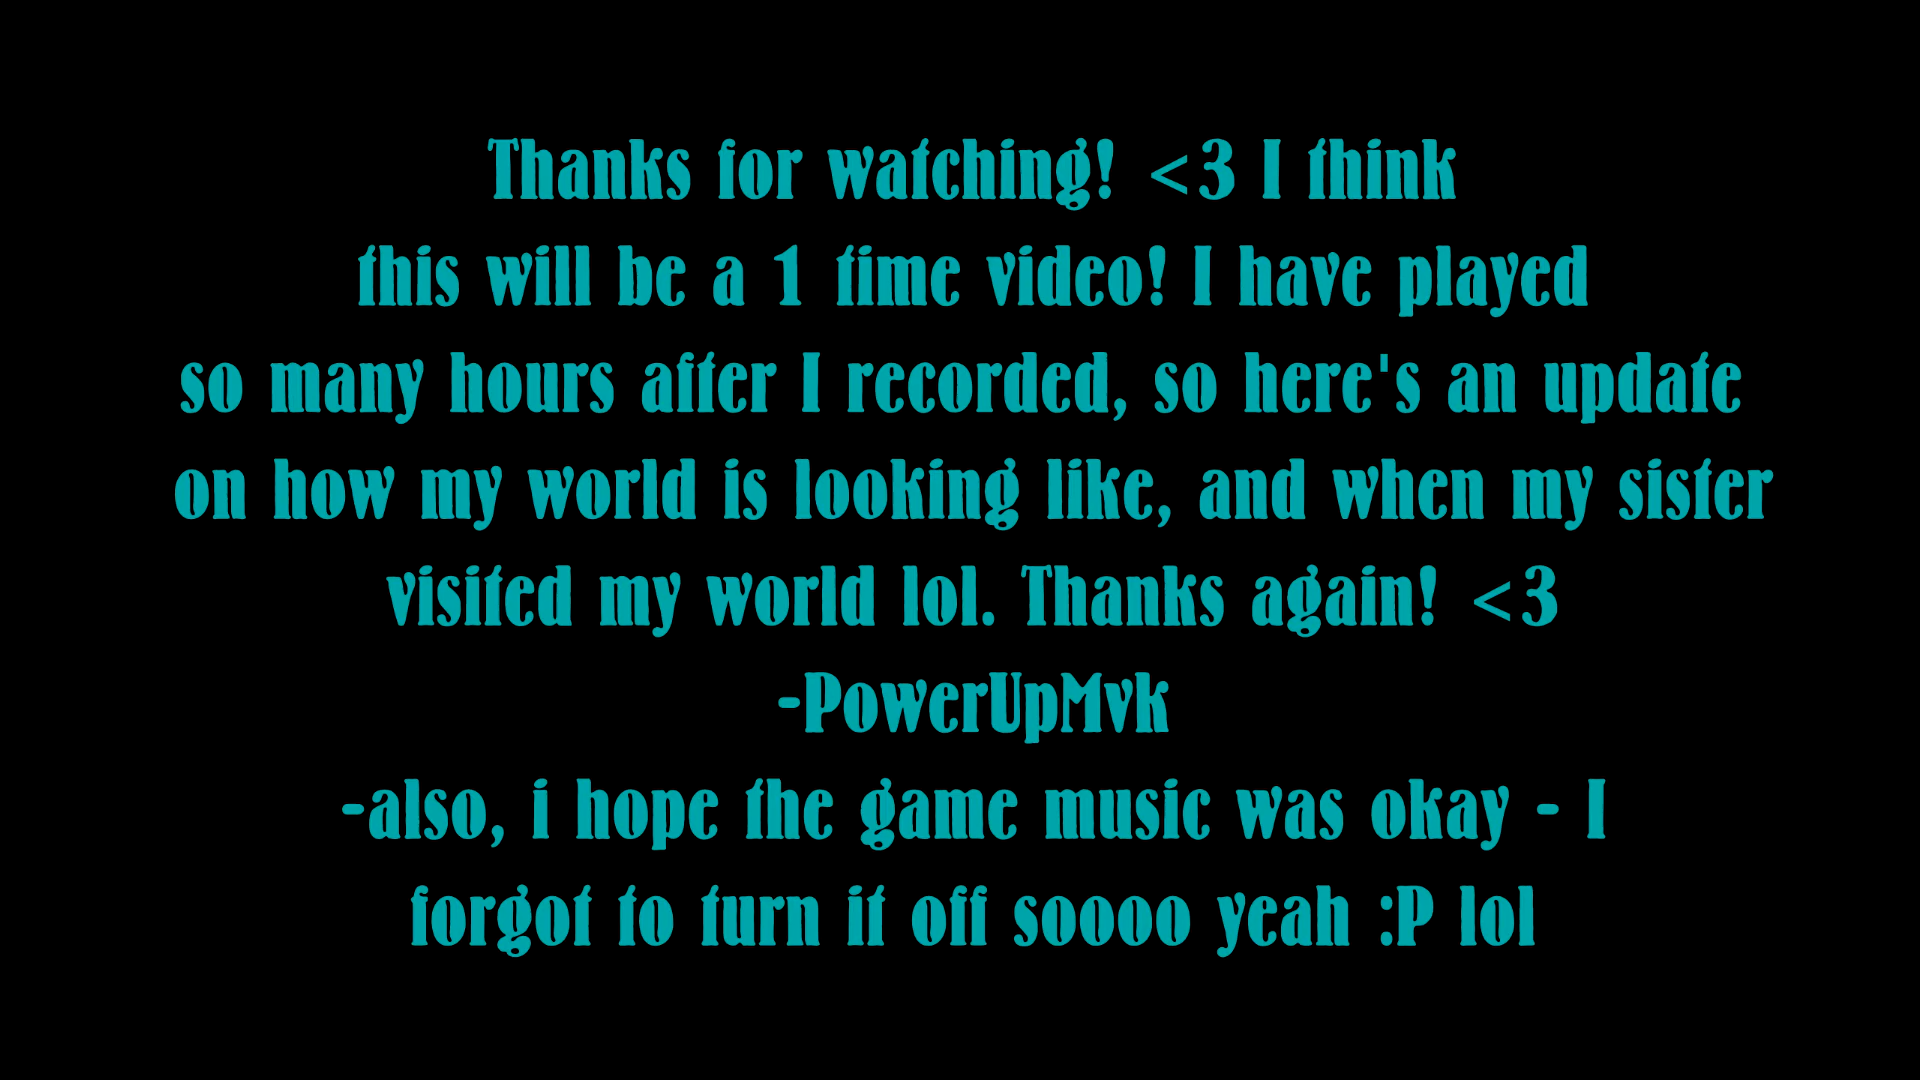 Thanks for watching! <3 I think
this will be a 1 time video! I have played
so many hours after I recorded, so here's an update
on how my world is looking like, and when my sister
visited my world lol. Thanks again! <3
-PowerUpMvk
-also, i hope the game music was okay - I
forgot to turn it off soooo yeah :P lol